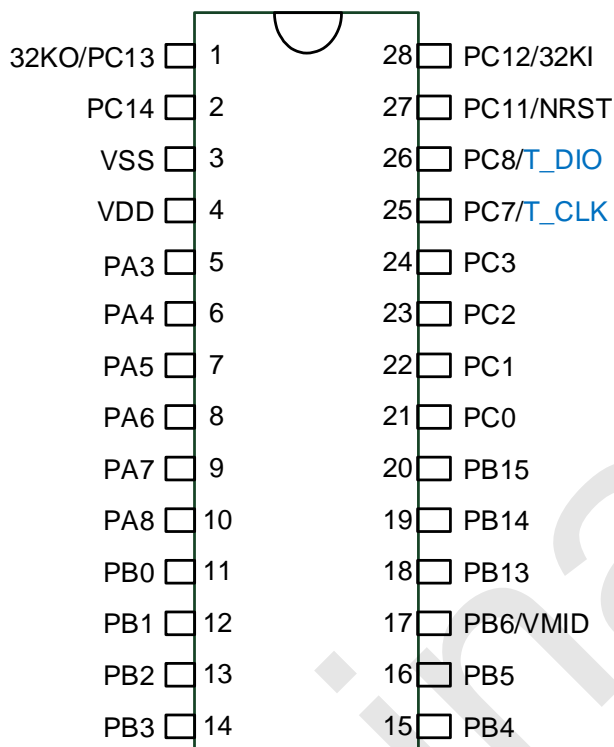 32KO/PC13 1 28 PC12/32KI
PC14 2 27 PC11/NRST
VSS 3 26 PC8/T_DIO
VDD 4 25 PC7/T_CLK
PA3 5 24 PC3
PA4 6 23 PC2
PA5 7 22 PC1
PA6 8 21 PC0
PA7 9 20 PB15
PA8 10 19 PB14
PB0 11 18 PB13
PB1 12 17 PB6/VMID
PB2 13 16 PB5
PB3 14 15 PB4